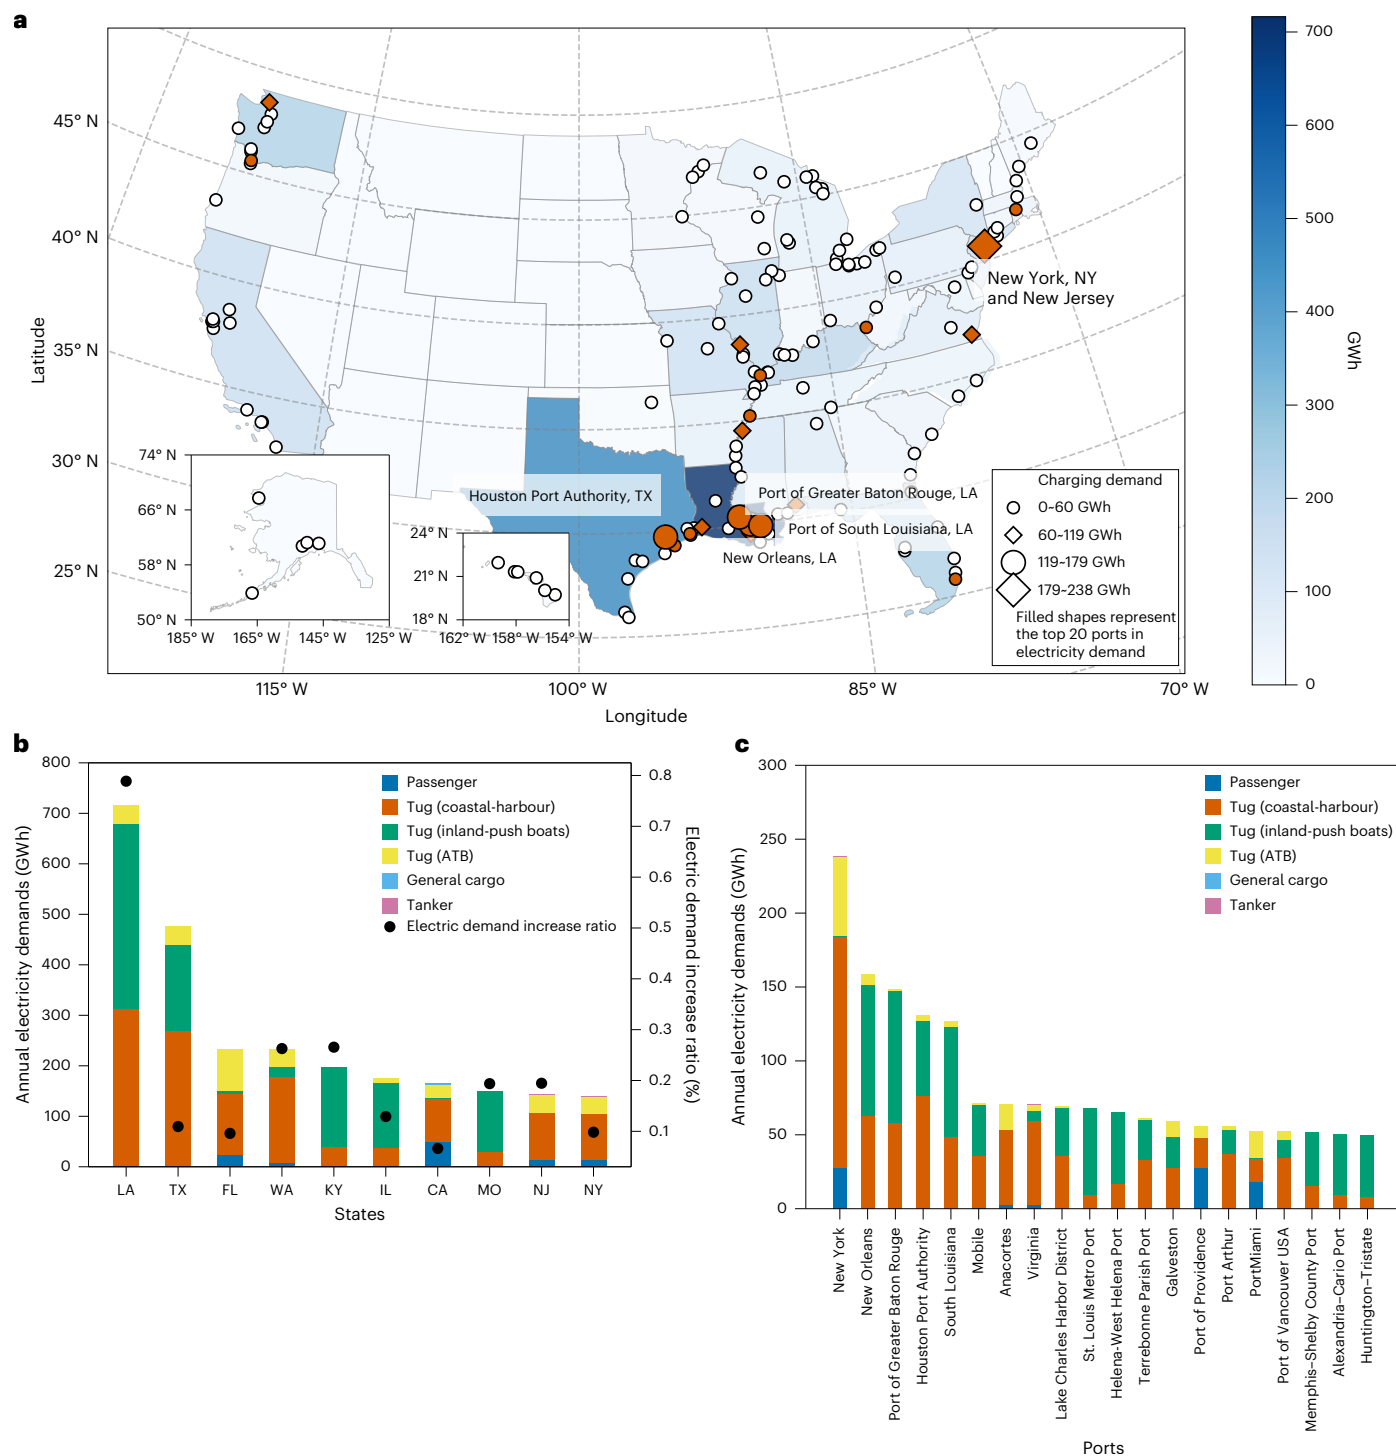 a
45° N
40° N
35° N
30° N
25° N
Latitude
115° W
100° W
85° W
70° W
Longitude
New York, NY
and New Jersey
Houston Port Authority, TX
Port of Greater Baton Rouge, LA
Port of South Louisiana, LA
New Orleans, LA
74° N
66° N
58° N
50° N
185° W
165° W
145° W
125° W
24° N
21° N
18° N
162° W
158° W
154° W
Charging demand
0~60 GWh
60~119 GWh
119~179 GWh
179~238 GWh
Filled shapes represent
the top 20 ports in
electricity demand
700
600
500
400
300
200
100
0
GWh
b
800
700
600
500
400
300
200
100
0
Annual electricity demands (GWh)
Passenger
Tug (coastal-harbour)
Tug (inland-push boats)
Tug (ATB)
General cargo
Tanker
Electric demand increase ratio
0.8
0.7
0.6
0.5
0.4
0.3
0.2
0.1
Electric demand increase ratio (%)
LA
TX
FL
WA
KY
IL
CA
MO
NJ
NY
States
c
300
250
200
150
100
50
0
Annual electricity demands (GWh)
Passenger
Tug (coastal-harbour)
Tug (inland-push boats)
Tug (ATB)
General cargo
Tanker
New York
New Orleans
Port of Greater Baton Rouge
Houston Port Authority
South Louisiana
Mobile
Anacortes
Virginia
Lake Charles Harbor District
St. Louis Metro Port
Helena-West Helena Port
Terrebonne Parish Port
Galveston
Port of Providence
Port Arthur
PortMiami
Port of Vancouver USA
Memphis–Shelby County Port
Alexandria–Cario Port
Huntington–Tristate
Ports